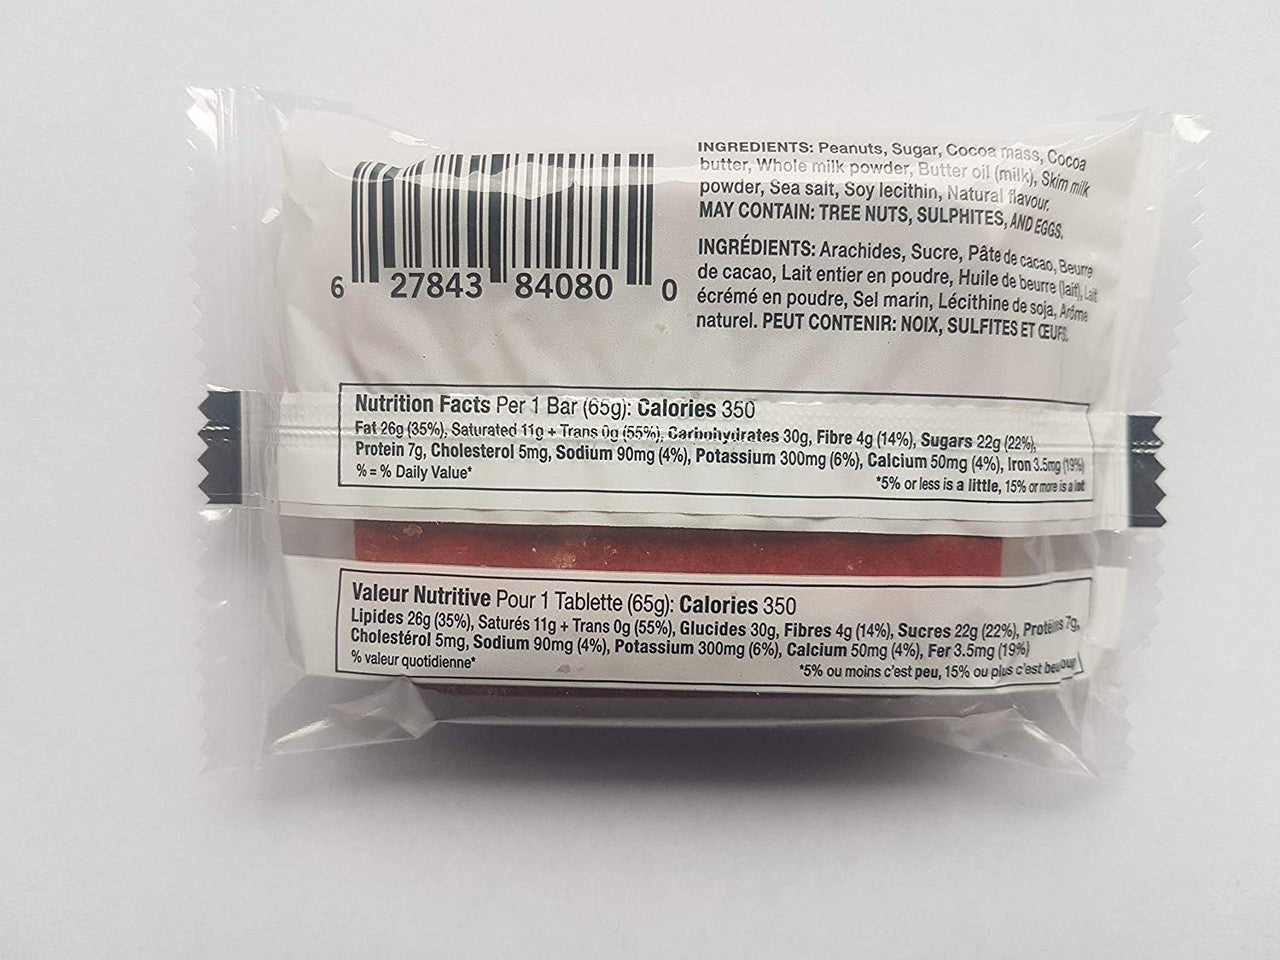 6 27843 84080 0
INGREDIENTS: Peanuts, Sugar, Cocoa mass, Cocoa
butter, Whole milk powder, Butter oil (milk), Skim milk
powder, Sea salt, Soy lecithin, Natural flavour.
MAY CONTAIN: TREE NUTS, SULPHITES, AND EGGS.
INGRÉDIENTS: Arachides, Sucre, Pâte de cacao, Beurre
de cacao, Lait entier en poudre, Huile de beurre (lait), Lait
écrémé en poudre, Sel marin, Lécithine de soja, Arôme
naturel. PEUT CONTENIR: NOIX, SULFITES ET ŒUFS.
Nutrition Facts Per 1 Bar (65g): Calories 350
Fat 26g (35%), Saturated 11g + Trans 0g (55%), Carbohydrates 30g, Fibre 4g (14%), Sugars 22g (22%),
Protein 7g, Cholesterol 5mg, Sodium 90mg (4%), Potassium 300mg (6%), Calcium 50mg (4%), Iron 3.5mg (19%)
% = % Daily Value*
*5% or less is a little, 15% or more is a lot
Valeur Nutritive Pour 1 Tablette (65g): Calories 350
Lipides 26g (35%), Saturés 11g + Trans 0g (55%), Glucides 30g, Fibres 4g (14%), Sucres 22g (22%), Protéins 7g,
Cholestérol 5mg, Sodium 90mg (4%), Potassium 300mg (6%), Calcium 50mg (4%), Fer 3.5mg (19%)
% valeur quotidienne*
*5% ou moins c'est peu, 15% ou plus c'est beaucoup